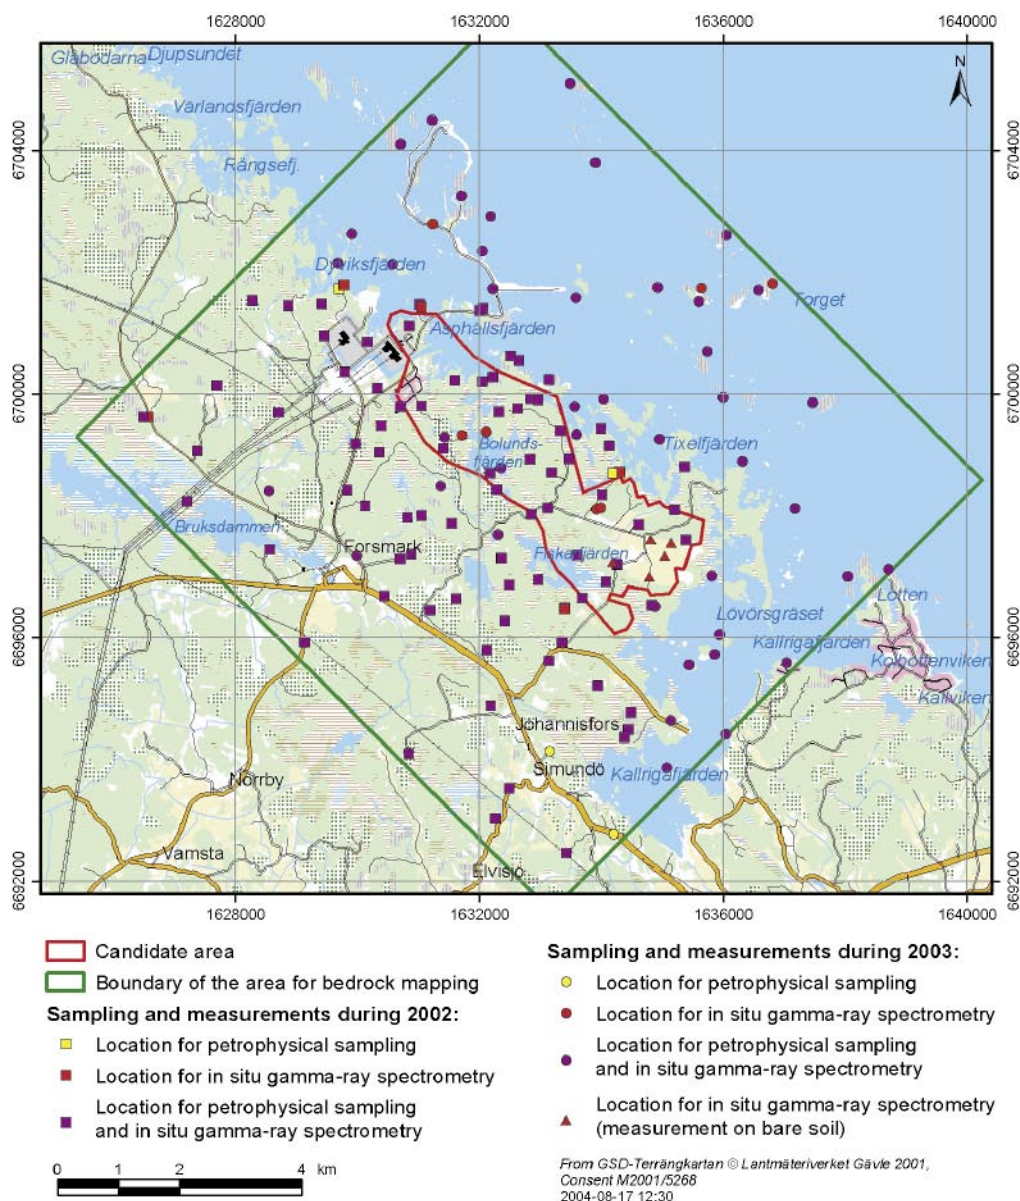 1628000 1632000 1636000 1640000
Glåbodarna Djupsundet
N
Värlandsfjärden
6704000 6704000
Rångsefj.
Dyviksfjärden
Torget
Asphällsfjärden
6700000 6700000
Bolunds-
fjärden
Tixelfjärden
Bruksdammen
Forsmark
Finkafjärden
Lotten
Lövörsgräset
6696000 6696000
Kallrigafjärden
Kolbottenviken
Kallviken
Johannisfors
Simundö
Kallrigafjärden
Norrby
Vamsta
Elvisjö
6692000 6692000
1628000 1632000 1636000 1640000
Candidate area
Boundary of the area for bedrock mapping
Sampling and measurements during 2002:
Location for petrophysical sampling
Location for in situ gamma-ray spectrometry
Location for petrophysical sampling
and in situ gamma-ray spectrometry
0 1 2 4 km
Sampling and measurements during 2003:
Location for petrophysical sampling
Location for in situ gamma-ray spectrometry
Location for petrophysical sampling
and in situ gamma-ray spectrometry
Location for in situ gamma-ray spectrometry
(measurement on bare soil)
From GSD-Terrängkartan © Lantmäteriverket Gävle 2001,
Consent M2001/5268
2004-08-17 12:30